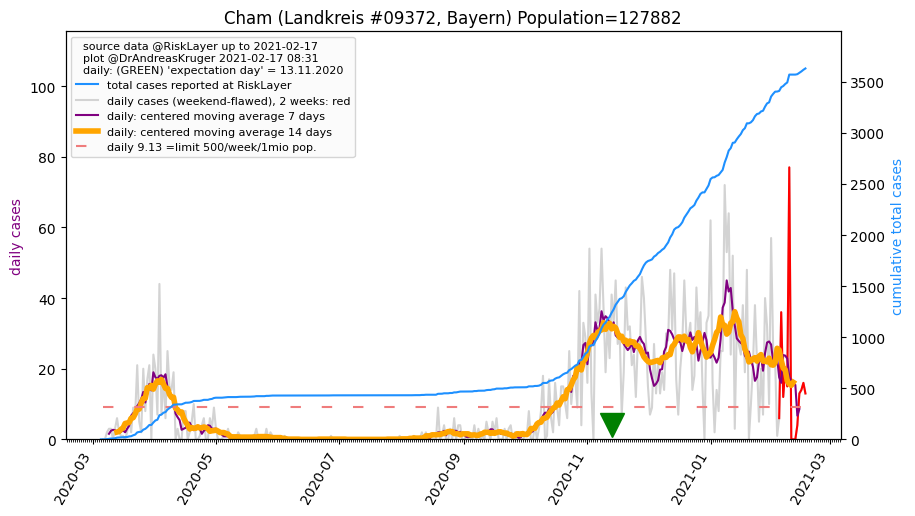 Cham (Landkreis #09372, Bayern) Population=127882
source data @RiskLayer up to 2021-02-17
plot @DrAndreasKruger 2021-02-17 08:31
daily: (GREEN) 'expectation day' = 13.11.2020
total cases reported at RiskLayer
daily cases (weekend-flawed), 2 weeks: red
daily: centered moving average 7 days
daily: centered moving average 14 days
daily 9.13 =limit 500/week/1mio pop.
daily cases
100
80
60
40
20
0
cumulative total cases
3500
3000
2500
2000
1500
1000
500
0
2020-03
2020-05
2020-07
2020-09
2020-11
2021-01
2021-03